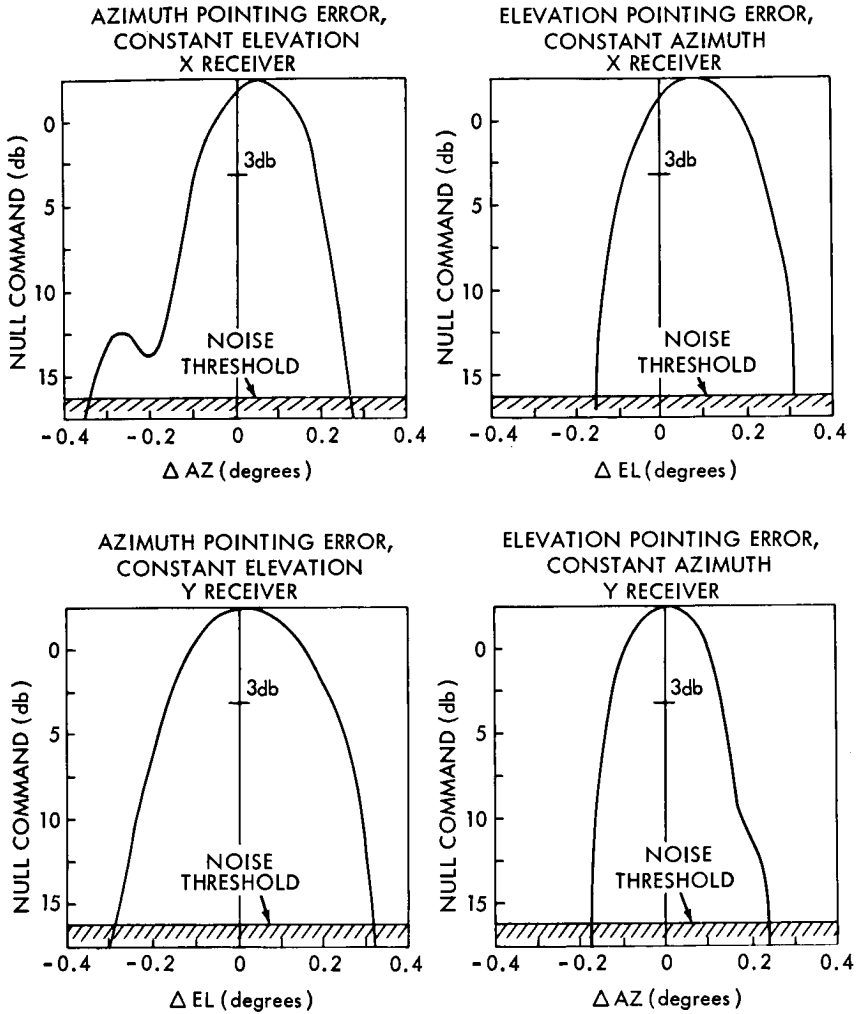 AZIMUTH POINTING ERROR,
CONSTANT ELEVATION
X RECEIVER
NULL COMMAND (db)
0
5
10
15
3db
NOISE
THRESHOLD
-0.4
-0.2
0
0.2
0.4
Δ AZ (degrees)
ELEVATION POINTING ERROR,
CONSTANT AZIMUTH
X RECEIVER
NULL COMMAND (db)
0
5
10
15
3db
NOISE
THRESHOLD
-0.4
-0.2
0
0.2
0.4
Δ EL (degrees)
AZIMUTH POINTING ERROR,
CONSTANT ELEVATION
Y RECEIVER
NULL COMMAND (db)
0
5
10
15
3db
NOISE
THRESHOLD
-0.4
-0.2
0
0.2
0.4
Δ EL (degrees)
ELEVATION POINTING ERROR,
CONSTANT AZIMUTH
Y RECEIVER
NULL COMMAND (db)
0
5
10
15
3db
NOISE
THRESHOLD
-0.4
-0.2
0
0.2
0.4
Δ AZ (degrees)